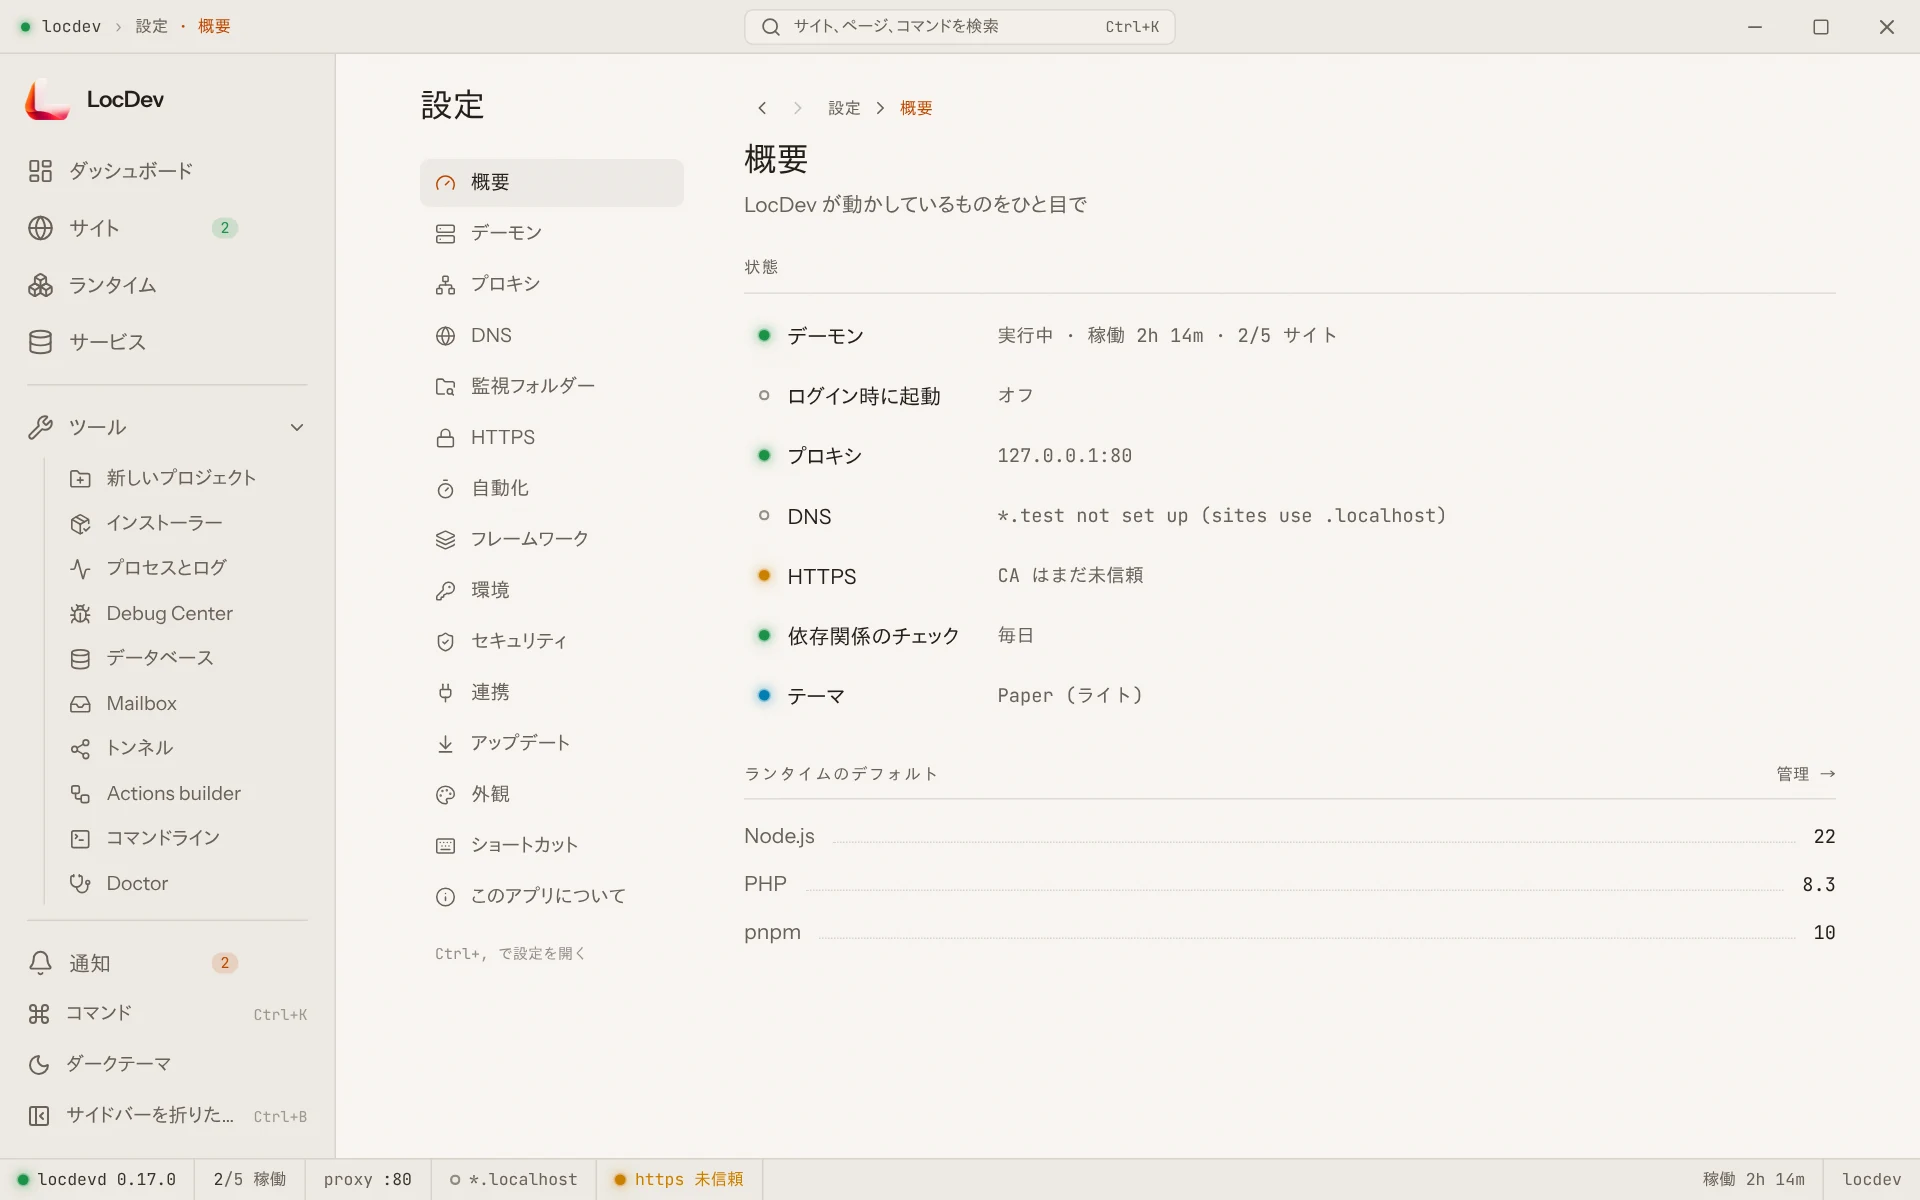 locdev › 設定 · 概要
サイト、ページ、コマンドを検索 Ctrl+K
LocDev
ダッシュボード
サイト 2
ランタイム
サービス
ツール
新しいプロジェクト
インストーラー
プロセスとログ
Debug Center
データベース
Mailbox
トンネル
Actions builder
コマンドライン
Doctor
通知 2
コマンド Ctrl+K
ダークテーマ
サイドバーを折りた... Ctrl+B
設定
概要
デーモン
プロキシ
DNS
監視フォルダー
HTTPS
自動化
フレームワーク
環境
セキュリティ
連携
アップデート
外観
ショートカット
このアプリについて
Ctrl+, で設定を開く
設定 > 概要
概要
LocDev が動かしているものをひと目で
状態
デーモン 実行中 · 稼働 2h 14m · 2/5 サイト
ログイン時に起動 オフ
プロキシ 127.0.0.1:80
DNS *.test not set up (sites use .localhost)
HTTPS CA はまだ未信頼
依存関係のチェック 毎日
テーマ Paper (ライト)
ランタイムのデフォルト 管理 →
Node.js 22
PHP 8.3
pnpm 10
locdevd 0.17.0 2/5 稼働 proxy :80 *.localhost https 未信頼 稼働 2h 14m locdev